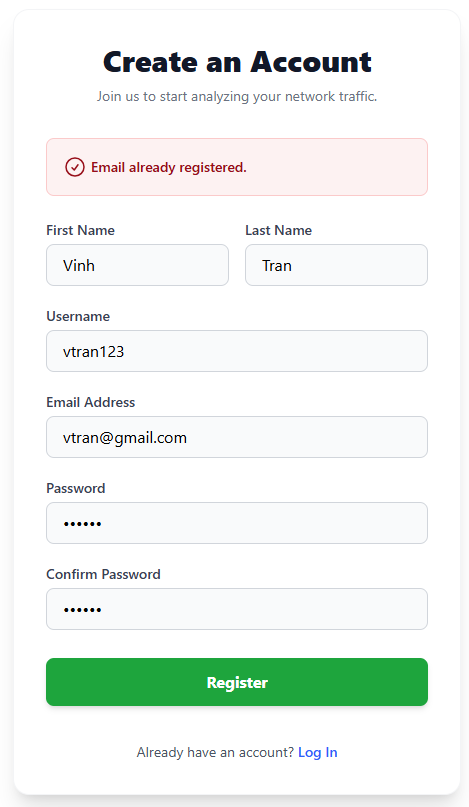 Create an Account
Join us to start analyzing your network traffic.
Email already registered.
First Name Last Name
Vinh Tran
Username
vtran123
Email Address
vtran@gmail.com
Password
••••••
Confirm Password
••••••
Register
Already have an account? Log In